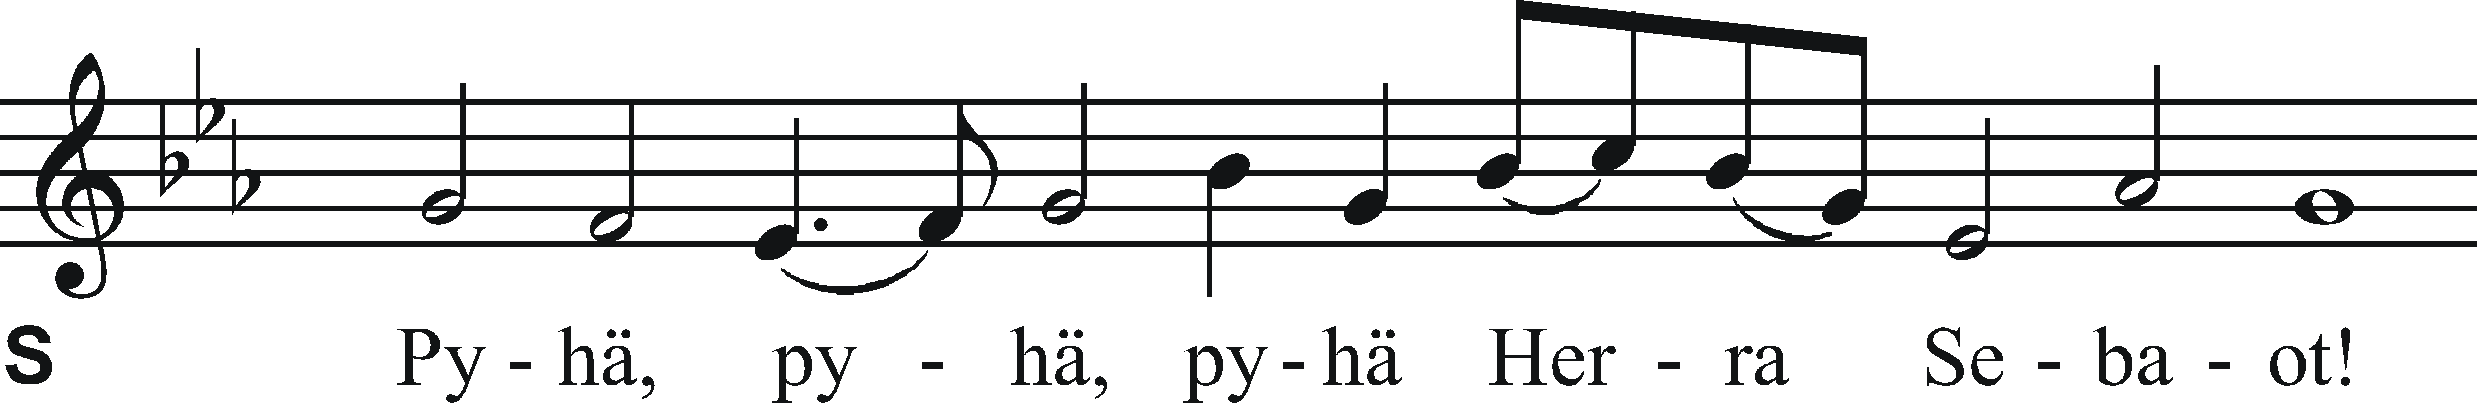 S Py - hä, py - hä, py - hä Her - ra Se - ba - ot!